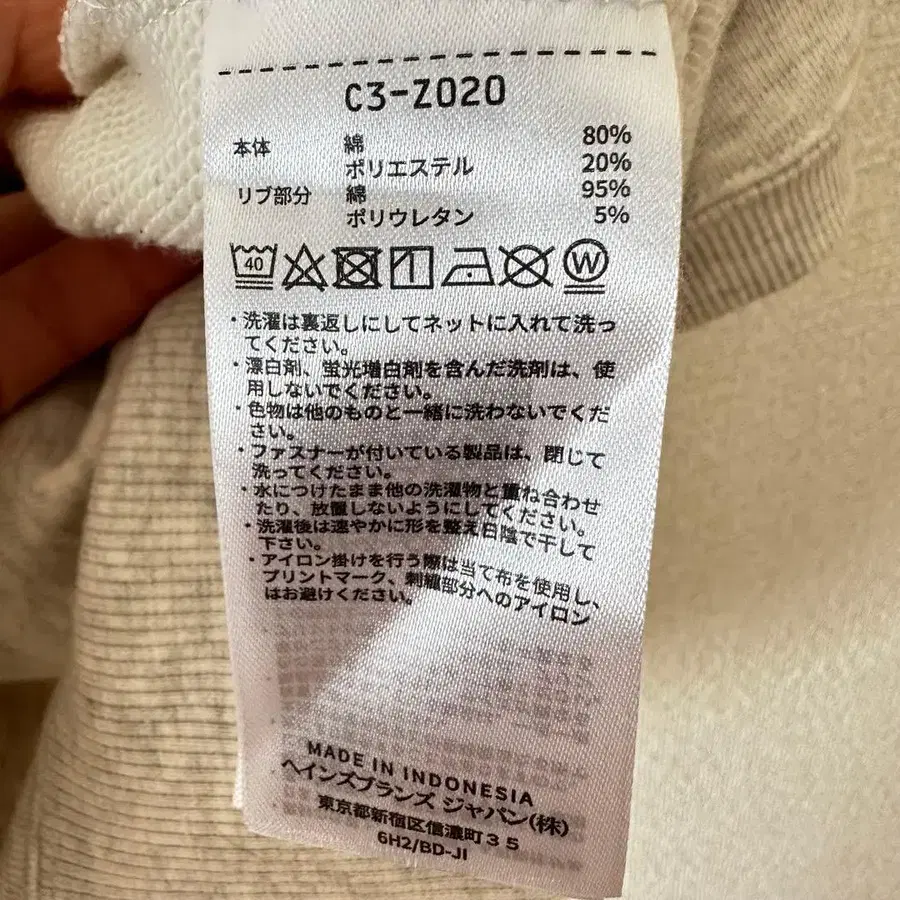 C3-Z020
本体 綿 80%
ポリエステル 20%
リブ部分 綿 95%
ポリウレタン 5%
40 W
・洗濯は裏返しにしてネットに入れて洗っ
てください。
・漂白剤、蛍光増白剤を含んだ洗剤は、使
用しないでください。
・色物は他のものと一緒に洗わないでくだ
さい。
・ファスナーが付いている製品は、閉じて
洗ってください。
・水につけたまま他の洗濯物と重ね合わせ
たり、放置しないようにしてください。
・洗濯後は速やかに形を整え日陰で干して
下さい。
・アイロン掛けを行う際は当て布を使用し、
プリントマーク、刺繍部分へのアイロン
はお避けください。
MADE IN INDONESIA
ヘインズブランズ ジャパン(株)
東京都新宿区信濃町35
6H2/BD-JI